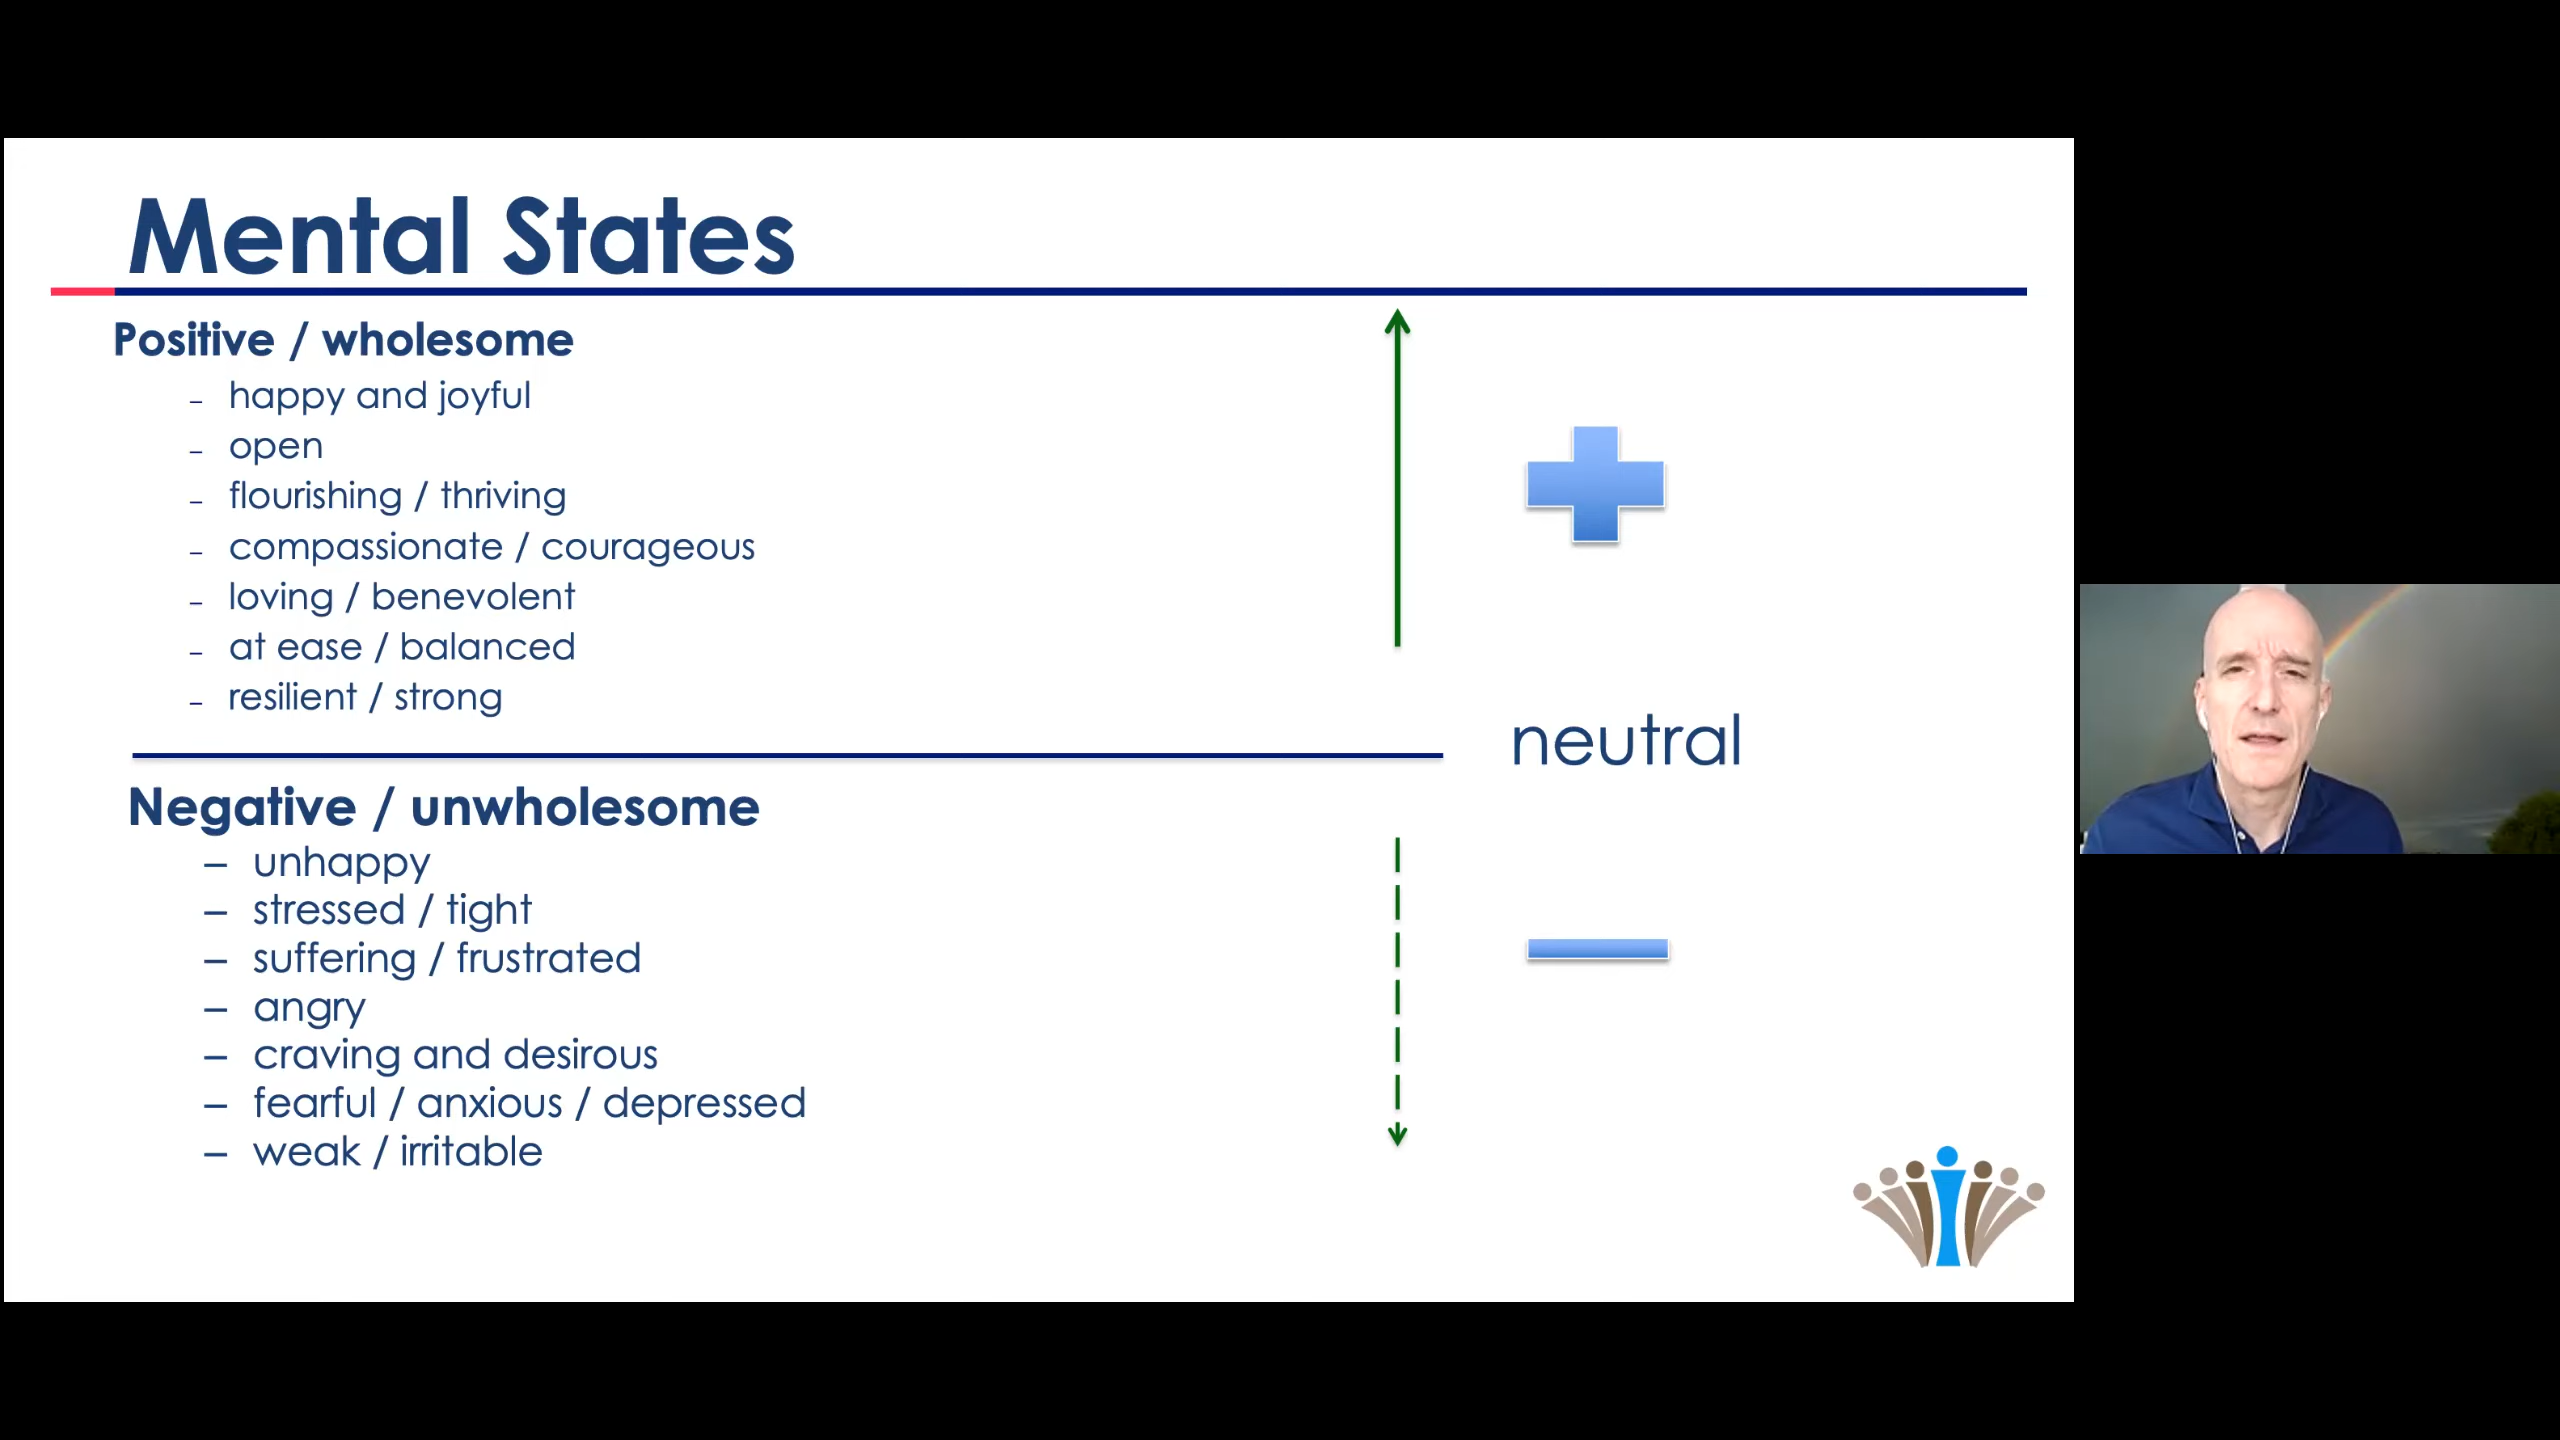 Mental States
Positive / wholesome
– happy and joyful
– open
– flourishing / thriving
– compassionate / courageous
– loving / benevolent
– at ease / balanced
– resilient / strong
neutral
Negative / unwholesome
– unhappy
– stressed / tight
– suffering / frustrated
– angry
– craving and desirous
– fearful / anxious / depressed
– weak / irritable